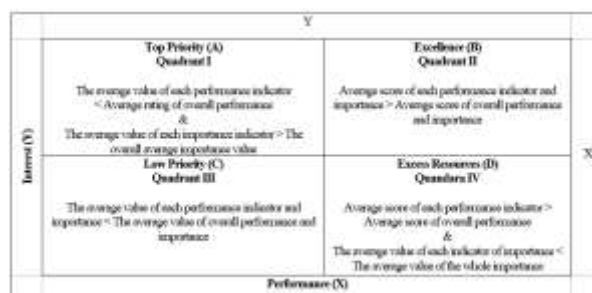 Y
Top Priority (A)
Quadrant I
The average value of each performance indicator
< Average rating of overall performance
&
The average value of each importance indicator > The
overall average importance value
Excellence (B)
Quadrant II
Average score of each performance indicator and
importance > Average score of overall performance
and importance
Interest (Y)
X
Low Priority (C)
Quadrant III
The average value of each performance indicator and
importance < The average value of overall performance and
importance
Excess Resources (D)
Quandara IV
Average score of each performance indicator >
Average score of overall performance
&
The average value of each indicator of importance <
The average value of the whole importance
Performance (X)